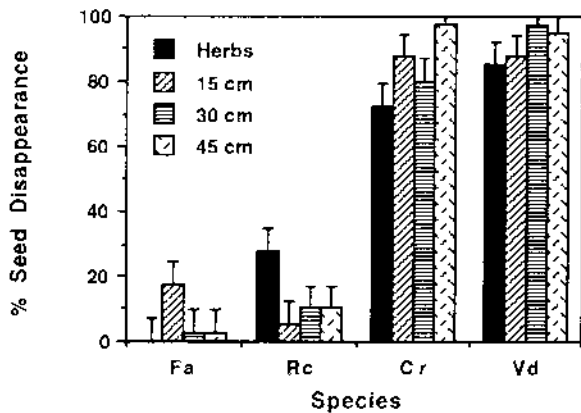 % Seed Disappearance
100
80
60
40
20
0
Herbs
15 cm
30 cm
45 cm
Fa
Rc
Cr
Vd
Species